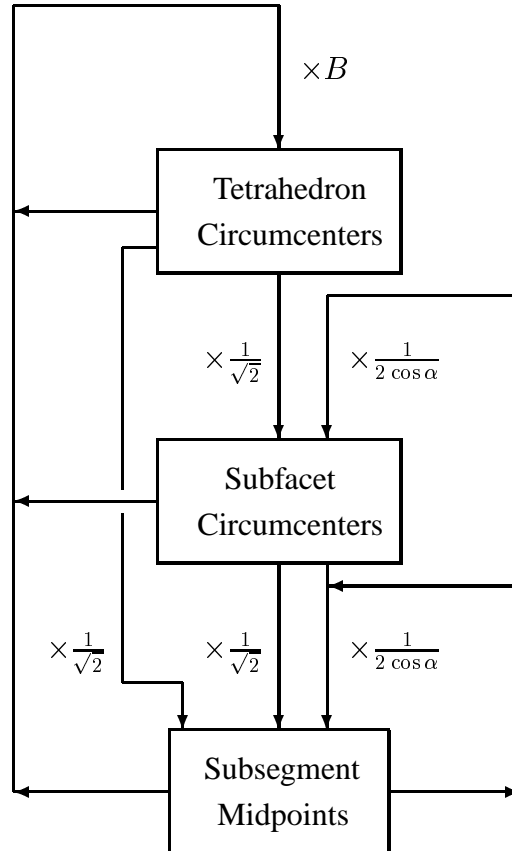 ×B
Tetrahedron
Circumcenters
× 1/√2 × 1/(2 cos α)
Subfacet
Circumcenters
× 1/√2 × 1/√2 × 1/(2 cos α)
Subsegment
Midpoints